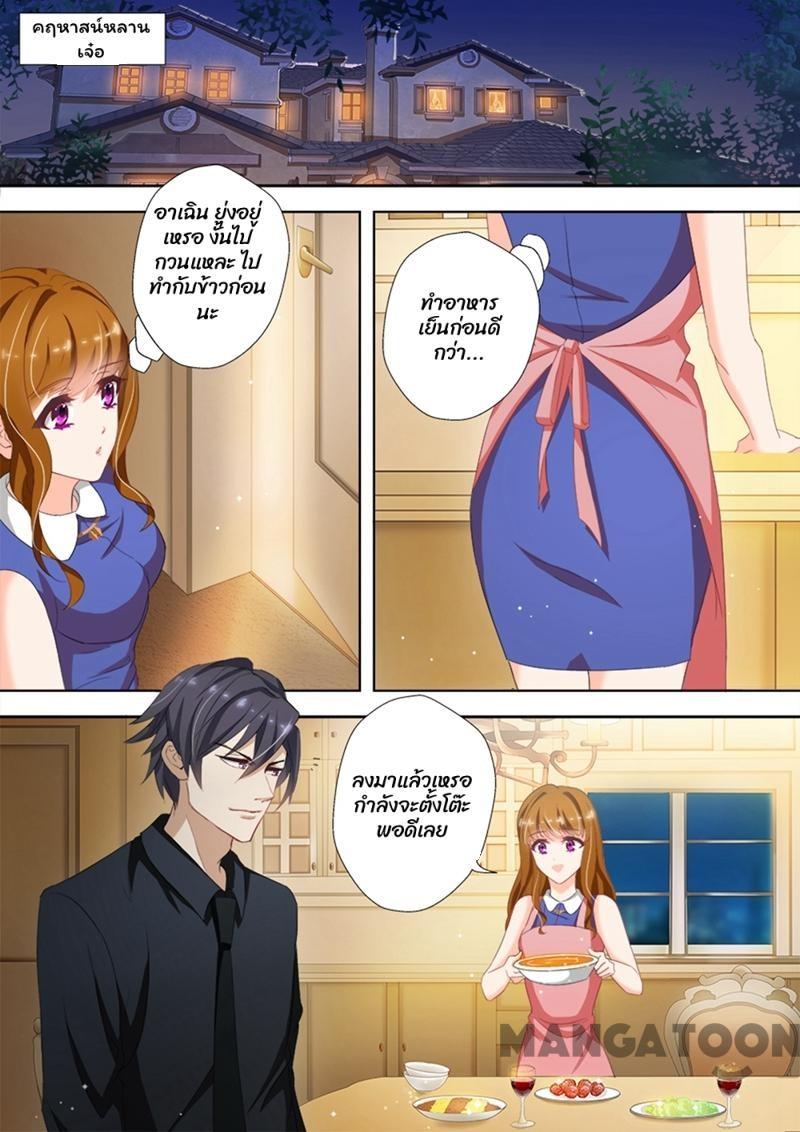 คฤหาสน์หลาน
เจ๋อ
อาเฉิน ยุ่งอยู่
เหรอ งั้นไป
กวนแหละ ไป
ทำกับข้าวก่อน
นะ
ทำอาหาร
เย็นก่อนดี
กว่า...
ลงมาแล้วเหรอ
กำลังจะตั้งโต๊ะ
พอดีเลย
MANGATOON